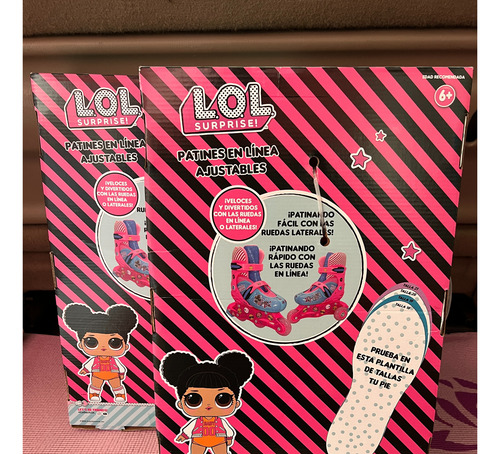 L.O.L.
SURPRISE!
PATINES EN LÍNEA
AJUSTABLES
¡VELOCES
Y DIVERTIDOS
CON LAS RUEDAS
EN LÍNEA
O LATERALES!
EDAD RECOMENDADA
6+
L.O.L.
SURPRISE!
PATINES EN LÍNEA
AJUSTABLES
¡VELOCES
Y DIVERTIDOS
CON LAS RUEDAS
EN LÍNEA
O LATERALES!
¡PATINANDO
FÁCIL CON LAS
RUEDAS LATERALES!
¡PATINANDO
RÁPIDO CON
LAS RUEDAS
EN LÍNEA!
PRUEBA EN
ESTA PLANTILLA
DE TALLAS
TU PIE